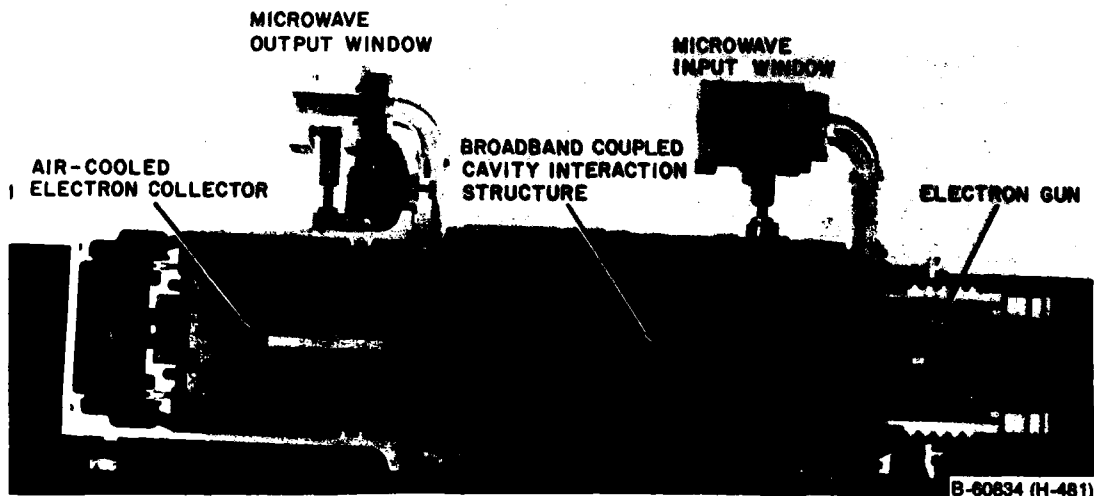 MICROWAVE
OUTPUT WINDOW
MICROWAVE
INPUT WINDOW
AIR-COOLED
ELECTRON COLLECTOR
BROADBAND COUPLED
CAVITY INTERACTION
STRUCTURE
ELECTRON GUN
B-60834 (H-481)